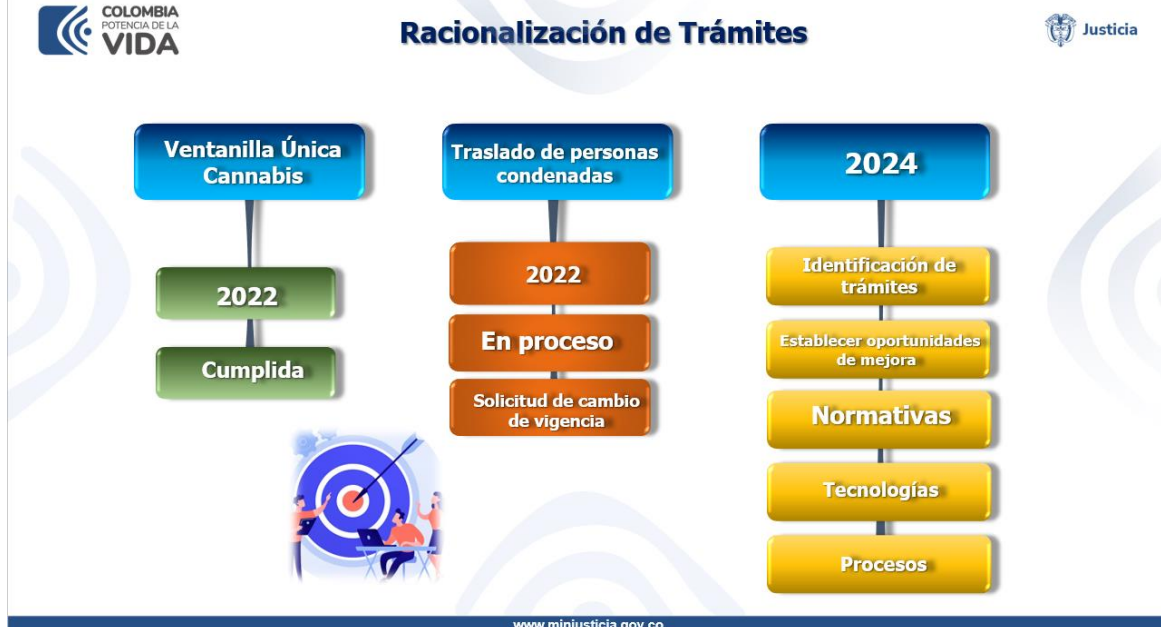 COLOMBIA
POTENCIA DE LA
VIDA
Racionalización de Trámites
Justicia
Ventanilla Única
Cannabis
2022
Cumplida
Traslado de personas
condenadas
2022
En proceso
Solicitud de cambio
de vigencia
2024
Identificación de
trámites
Establecer oportunidades
de mejora
Normativas
Tecnologías
Procesos
www.minjusticia.gov.co